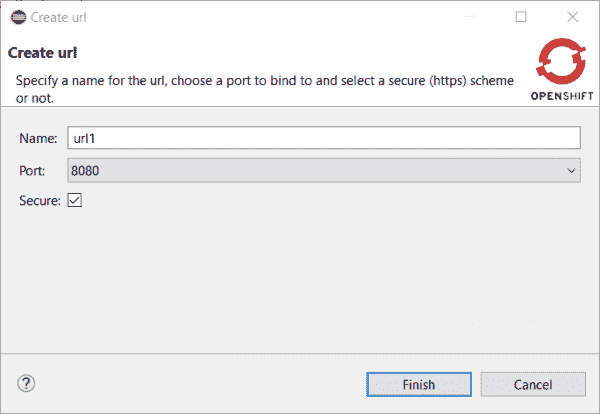 Create url
Create url
Specify a name for the url, choose a port to bind to and select a secure (https) scheme
or not.
OPENSHIFT
Name: url1
Port: 8080
Secure:
? Finish Cancel